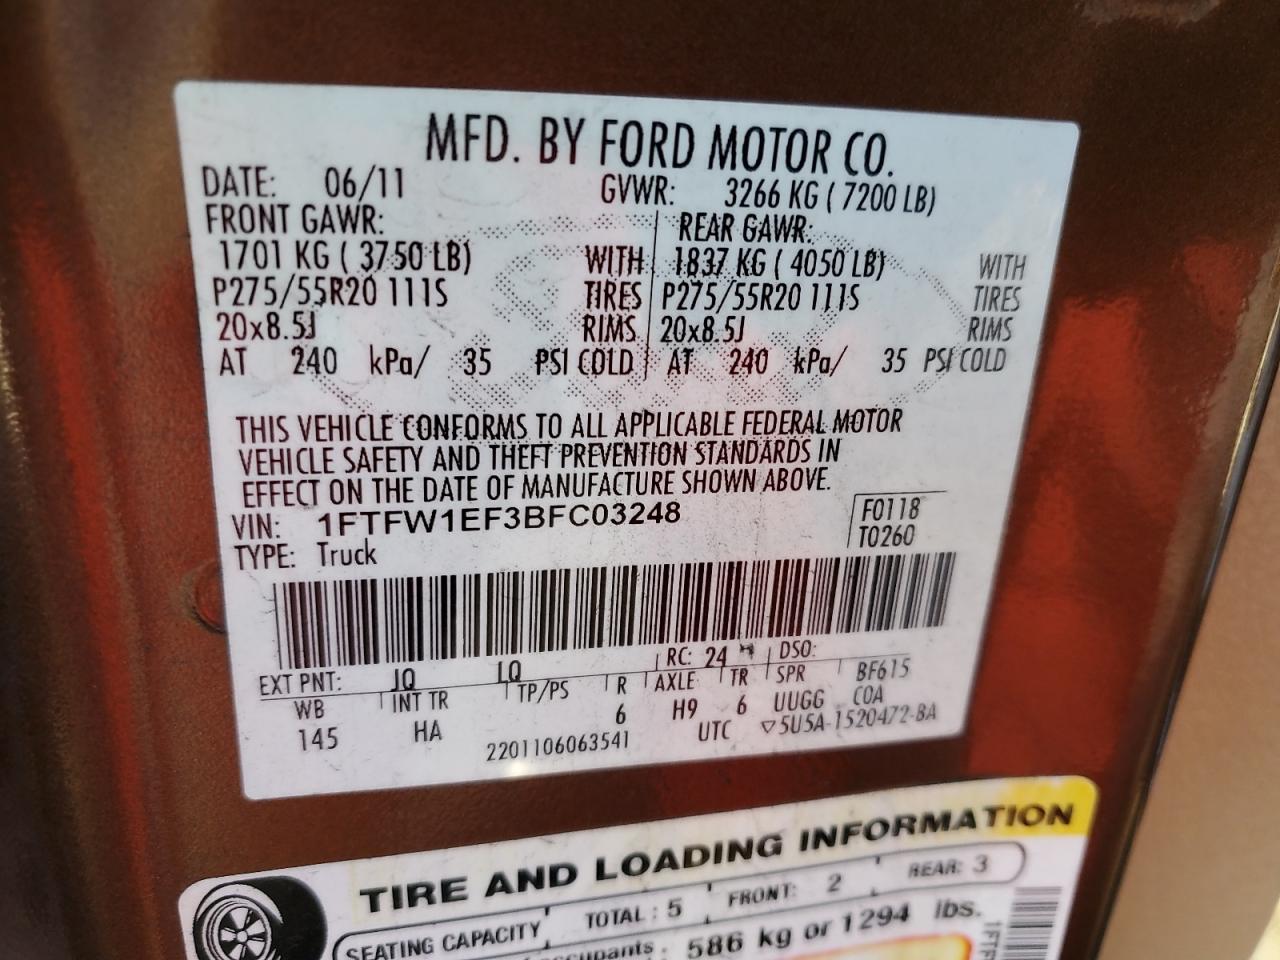 MFD. BY FORD MOTOR CO.
DATE: 06/11 GVWR: 3266 KG ( 7200 LB)
FRONT GAWR: REAR GAWR:
1701 KG ( 3750 LB) WITH 1837 KG ( 4050 LB) WITH
P275/55R20 111S TIRES P275/55R20 111S TIRES
20x8.5J RIMS 20x8.5J RIMS
AT 240 kPa/ 35 PSI COLD AT 240 kPa/ 35 PSI COLD
THIS VEHICLE CONFORMS TO ALL APPLICABLE FEDERAL MOTOR
VEHICLE SAFETY AND THEFT PREVENTION STANDARDS IN
EFFECT ON THE DATE OF MANUFACTURE SHOWN ABOVE.
VIN: 1FTFW1EF3BFC03248 F0118
TYPE: Truck T0260
EXT PNT: JQ LQ RC: 24 DSO:
WB INT TR TP/PS R AXLE TR SPR BF615
145 HA 6 H9 6 UUGG COA
2201106063541 UTC ▽5U5A-1520472-BA
TIRE AND LOADING INFORMATION
SEATING CAPACITY TOTAL : 5 FRONT: 2 REAR: 3
586 kg or 1294 lbs.